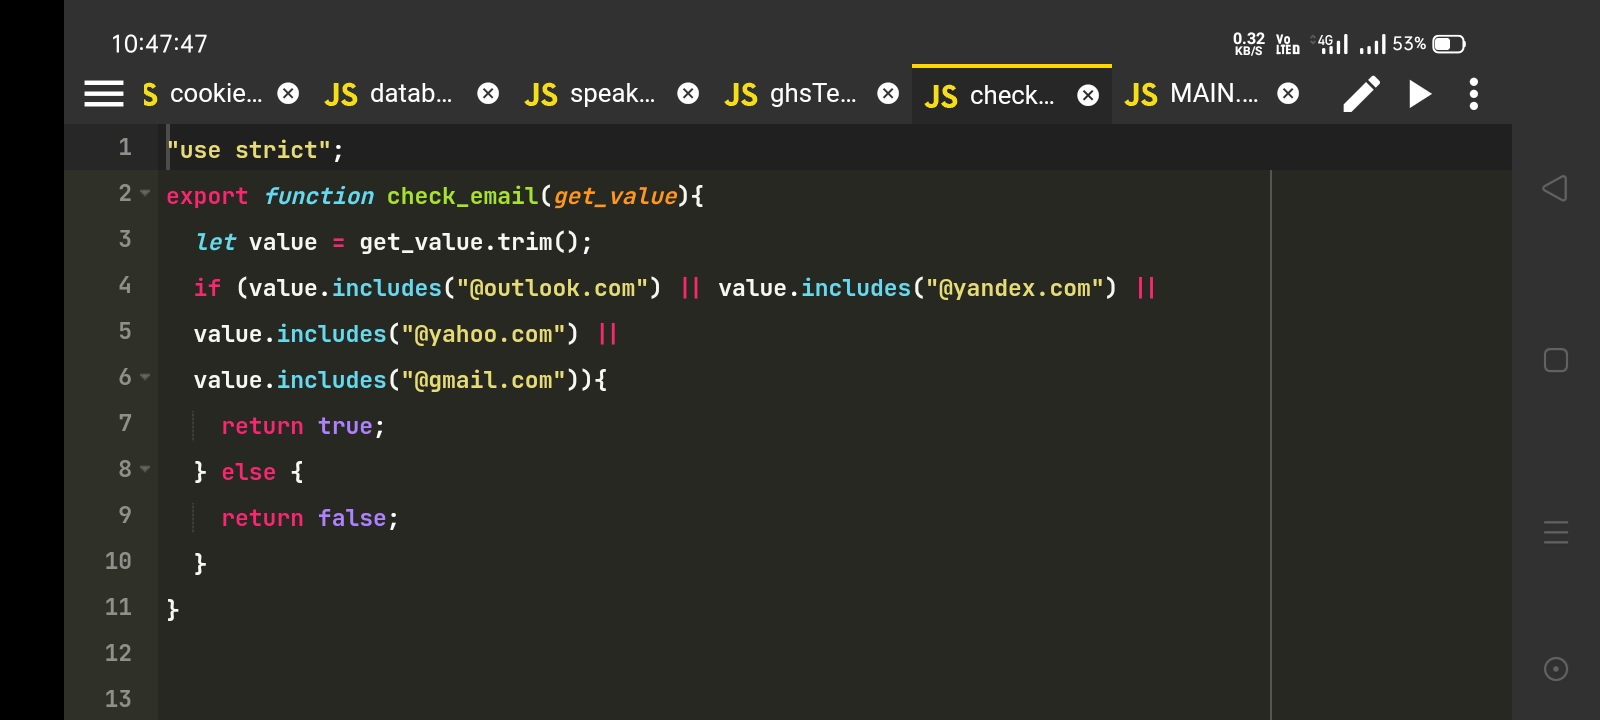 10:47:47 0.32 KB/S Vo LTED 4G 53%
S cookie... JS datab... JS speak... JS ghsTe... JS check... JS MAIN....
1 "use strict";
2 export function check_email(get_value){
3 let value = get_value.trim();
4 if (value.includes("@outlook.com") || value.includes("@yandex.com") ||
5 value.includes("@yahoo.com") ||
6 value.includes("@gmail.com")){
7 return true;
8 } else {
9 return false;
10 }
11 }
12
13